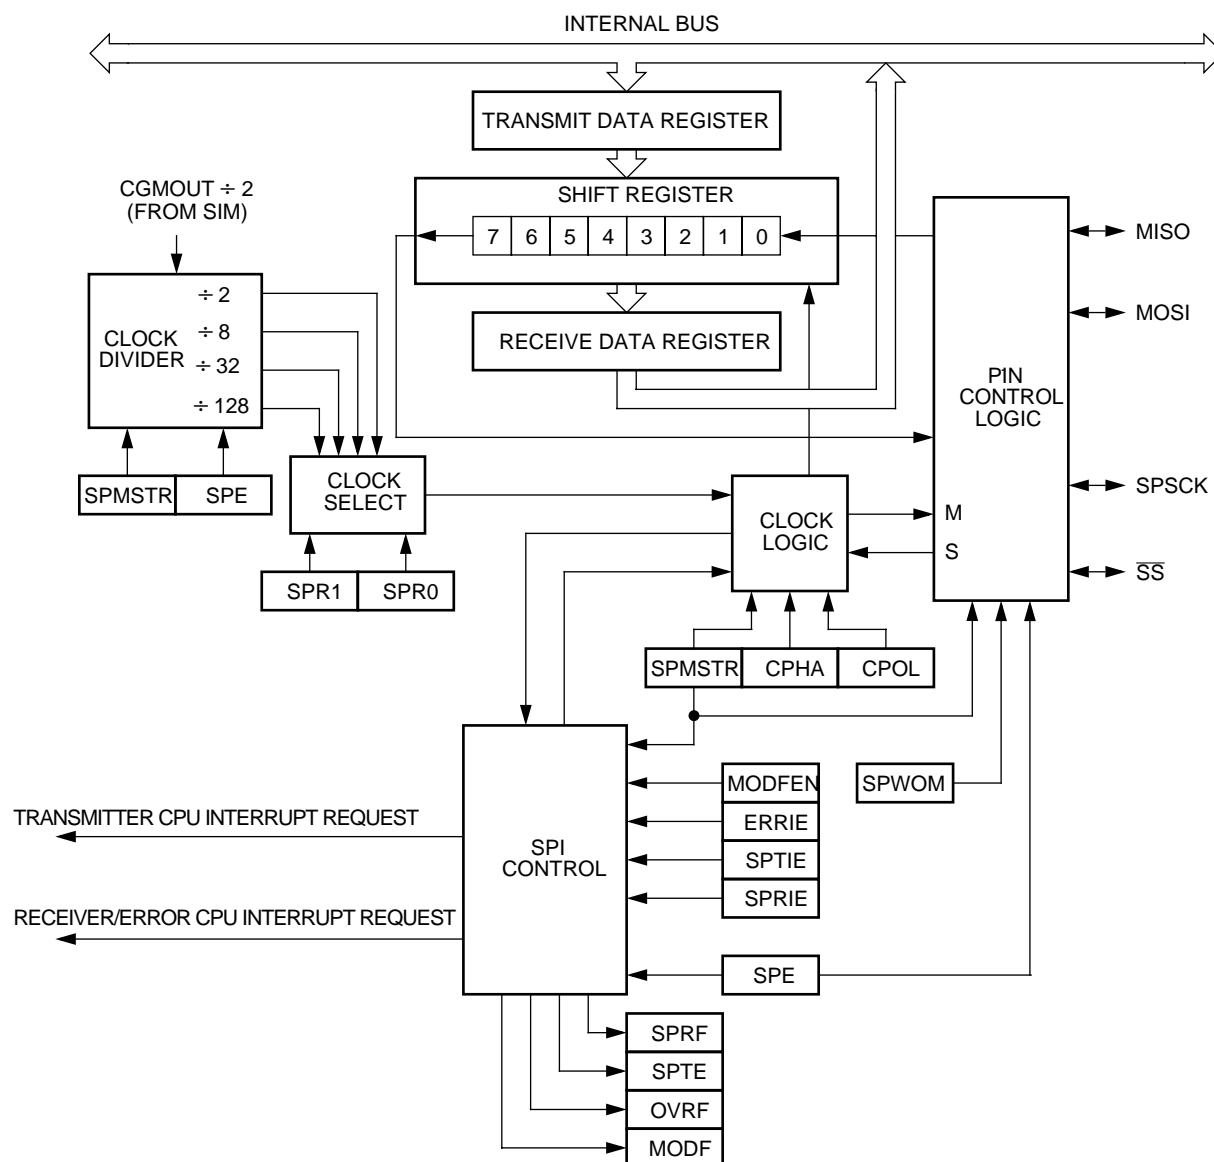 INTERNAL BUS
TRANSMIT DATA REGISTER
CGMOUT ÷ 2
(FROM SIM)
SHIFT REGISTER
7 6 5 4 3 2 1 0
MISO
MOSI
÷ 2
÷ 8
÷ 32
÷ 128
CLOCK
DIVIDER
RECEIVE DATA REGISTER
PIN
CONTROL
LOGIC
SPMSTR SPE
CLOCK
SELECT
SPSCK
CLOCK
LOGIC
M
S
SS
SPR1 SPR0
SPMSTR CPHA CPOL
MODFEN
SPWOM
ERRIE
SPTIE
SPRIE
TRANSMITTER CPU INTERRUPT REQUEST
SPI
CONTROL
RECEIVER/ERROR CPU INTERRUPT REQUEST
SPE
SPRF
SPTE
OVRF
MODF